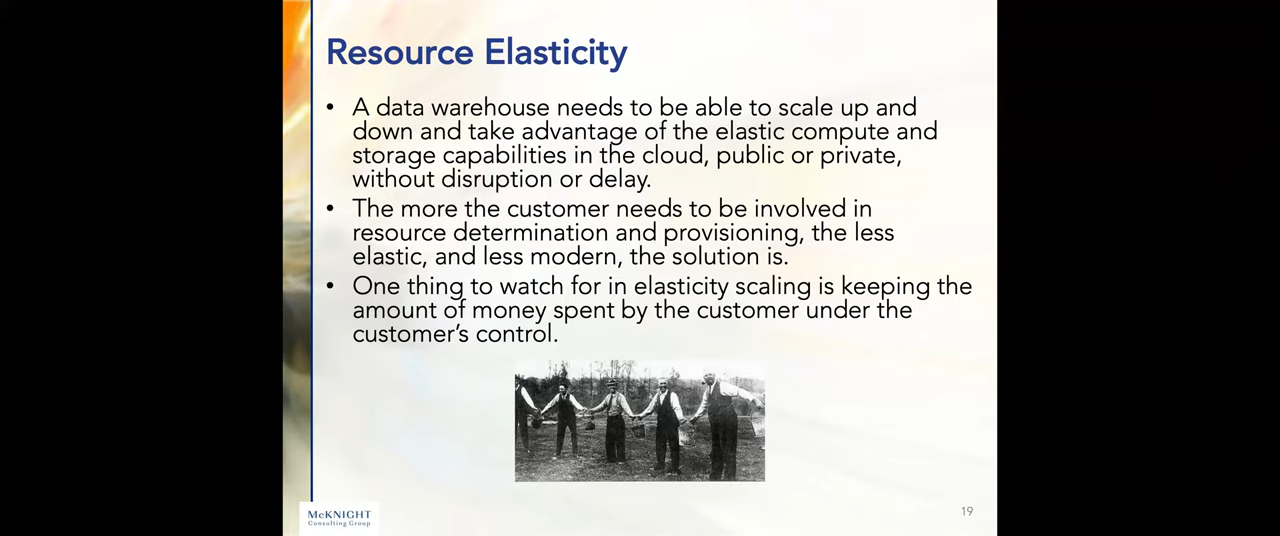 Resource Elasticity
• A data warehouse needs to be able to scale up and
down and take advantage of the elastic compute and
storage capabilities in the cloud, public or private,
without disruption or delay.
• The more the customer needs to be involved in
resource determination and provisioning, the less
elastic, and less modern, the solution is.
• One thing to watch for in elasticity scaling is keeping the
amount of money spent by the customer under the
customer’s control.
McKNIGHT
Consulting Group
19